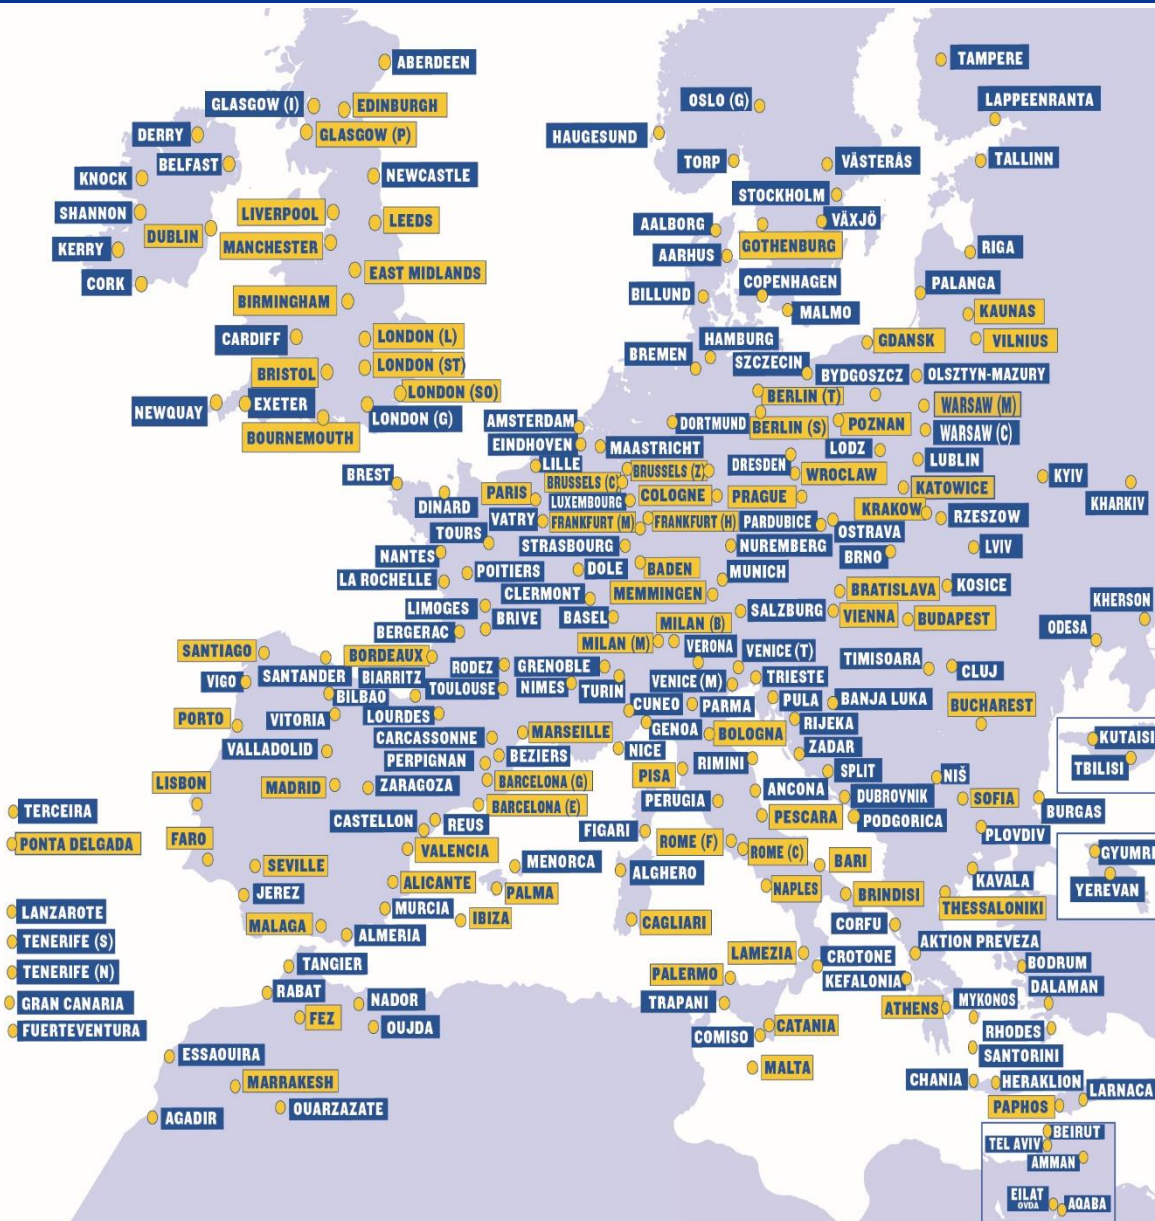 ABERDEEN
TAMPERE
GLASGOW (I)
EDINBURGH
OSLO (G)
LAPPEENRANTA
DERRY
GLASGOW (P)
HAUGESUND
BELFAST
TORP
VÄSTERÅS
TALLINN
KNOCK
NEWCASTLE
STOCKHOLM
SHANNON
LIVERPOOL
LEEDS
AALBORG
VÄXJÖ
DUBLIN
MANCHESTER
GOTHENBURG
KERRY
AARHUS
RIGA
EAST MIDLANDS
CORK
COPENHAGEN
BIRMINGHAM
BILLUND
PALANGA
MALMO
KAUNAS
CARDIFF
LONDON (L)
HAMBURG
GDANSK
VILNIUS
BREMEN
SZCZECIN
LONDON (ST)
BRISTOL
BYDGOSZCZ
OLSZTYN-MAZURY
LONDON (SO)
BERLIN (T)
EXETER
NEWQUAY
LONDON (G)
WARSAW (M)
AMSTERDAM
DORTMUND
BERLIN (S)
POZNAN
WARSAW (C)
BOURNEMOUTH
EINDHOVEN
MAASTRICHT
LODZ
LUBLIN
LILLE
BRUSSELS (Z)
DRESDEN
WROCLAW
BREST
BRUSSELS (C)
KYIV
KATOWICE
PARIS
LUXEMBOURG
COLOGNE
PRAGUE
KHARKIV
DINARD
KRAKOW
RZESZOW
VATRY
FRANKFURT (M)
FRANKFURT (H)
PARDUBICE
OSTRAVA
TOURS
STRASBOURG
NUREMBERG
LVIV
NANTES
BRNO
DOLE
BADEN
LA ROCHELLE
POITIERS
MUNICH
BRATISLAVA
KOSICE
CLERMONT
MEMMINGEN
LIMOGES
KHERSON
BRIVE
BASEL
SALZBURG
VIENNA
BUDAPEST
MILAN (B)
BERGERAC
ODESA
MILAN (M)
VERONA
SANTIAGO
BORDEAUX
VENICE (T)
TIMISOARA
RODEZ
GRENOBLE
CLUJ
VIGO
SANTANDER
BIARRITZ
TRIESTE
VENICE (M)
TOULOUSE
NIMES
TURIN
BILBAO
CUNEO
PARMA
PULA
BANJA LUKA
BUCHAREST
PORTO
VITORIA
LOURDES
RIJEKA
GENOA
BOLOGNA
MARSEILLE
CARCASSONNE
KUTAISI
VALLADOLID
NICE
ZADAR
PERPIGNAN
BEZIERS
RIMINI
TBILISI
PISA
SPLIT
NIŠ
LISBON
MADRID
ZARAGOZA
BARCELONA (G)
ANCONA
DUBROVNIK
SOFIA
PERUGIA
BARCELONA (E)
TERCEIRA
BURGAS
PESCARA
PODGORICA
CASTELLON
REUS
FIGARI
PLOVDIV
FARO
PONTA DELGADA
ROME (F)
VALENCIA
ROME (C)
GYUMRI
MENORCA
BARI
SEVILLE
ALGHERO
KAVALA
ALICANTE
NAPLES
YEREVAN
JEREZ
PALMA
BRINDISI
THESSALONIKI
MURCIA
LANZAROTE
IBIZA
MALAGA
CAGLIARI
CORFU
ALMERIA
TENERIFE (S)
AKTION PREVEZA
LAMEZIA
CROTONE
TANGIER
BODRUM
TENERIFE (N)
PALERMO
KEFALONIA
DALAMAN
RABAT
NADOR
MYKONOS
GRAN CANARIA
TRAPANI
ATHENS
FEZ
OUJDA
CATANIA
FUERTEVENTURA
RHODES
COMISO
ESSAOUIRA
SANTORINI
MALTA
MARRAKESH
CHANIA
HERAKLION
LARNACA
OUARZAZATE
PAPHOS
AGADIR
BEIRUT
TEL AVIV
AMMAN
EILAT
OVDA
AQABA